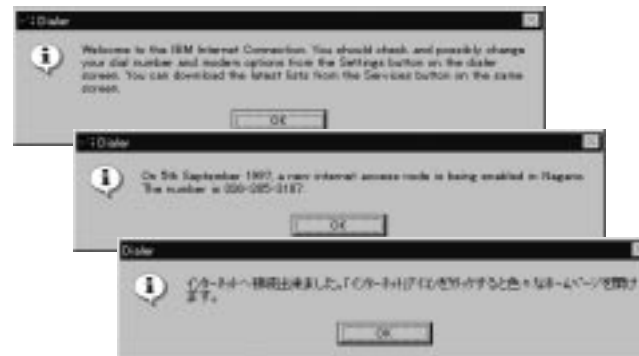 Dialer
Welcome to the IBM Internet Connection. You should check and possibly change
your dial number and modem options from the Settings button on the dialer
screen. You can download the latest lists from the Services button on the same
screen.
OK
Dialer
On 5th September 1997, a new internet access node is being enabled in Nagano.
The number is
OK
Dialer
インターネットへ接続出来ました。「インターネット」アイコンをクリックすると色々なホームページを開け
ます。
OK